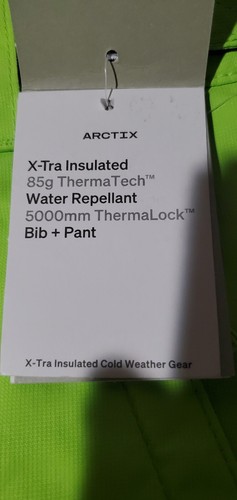 ARCTIX
X-Tra Insulated
85g ThermaTech™
Water Repellant
5000mm ThermaLock™
Bib + Pant
X-Tra Insulated Cold Weather Gear